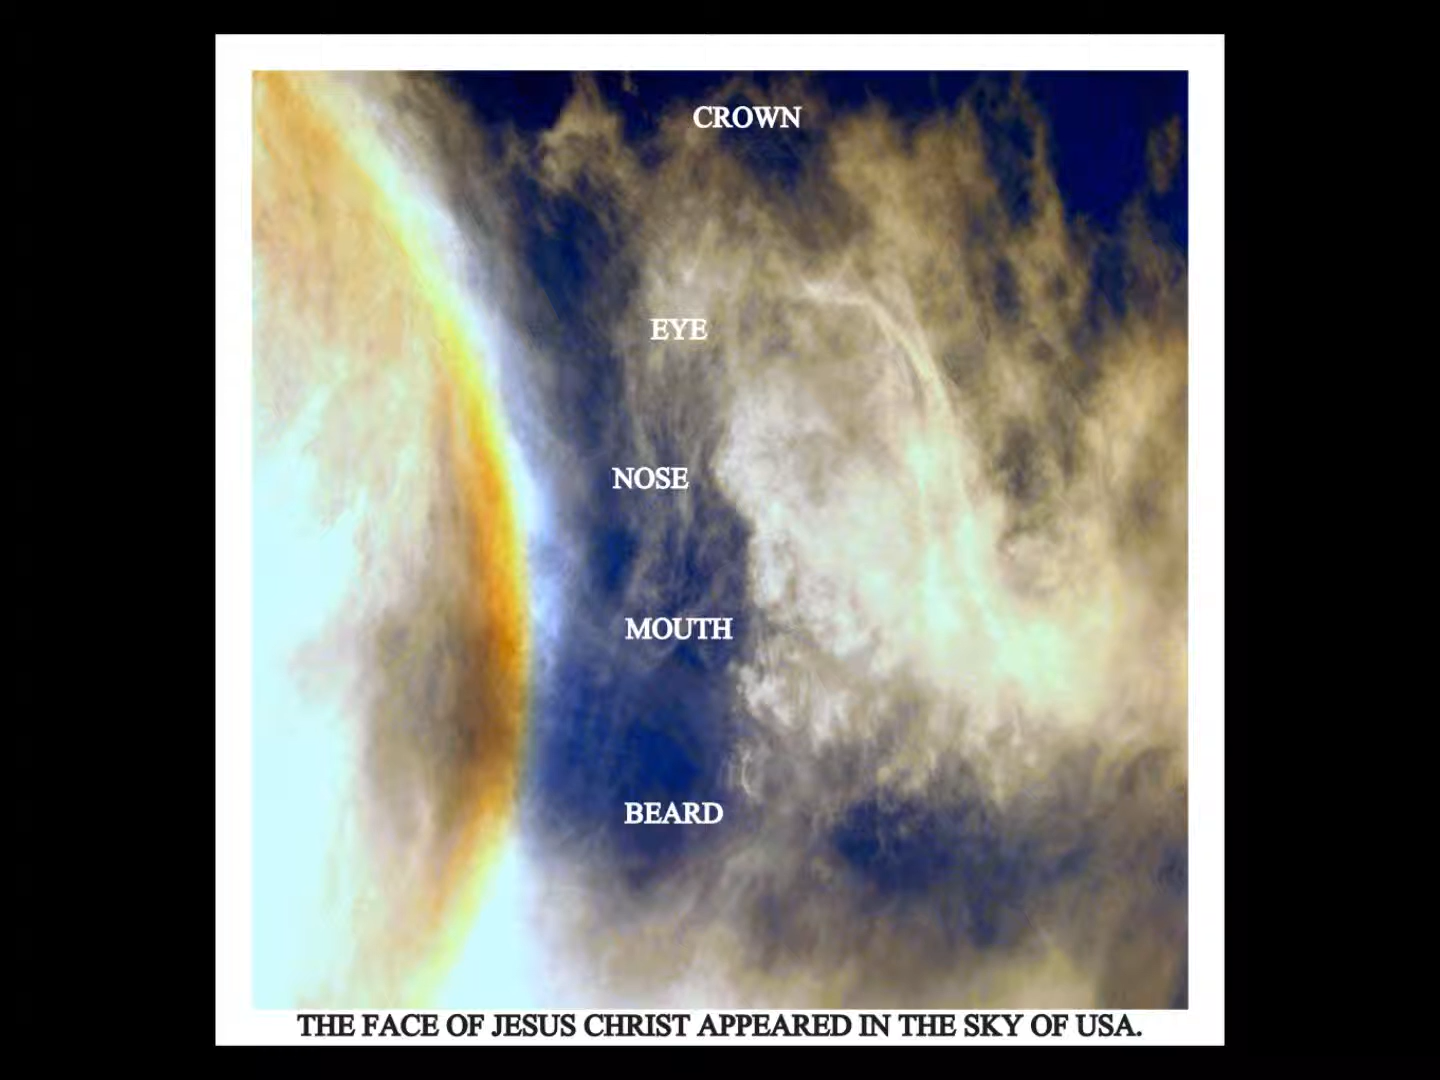 CROWN
EYE
NOSE
MOUTH
BEARD
THE FACE OF JESUS CHRIST APPEARED IN THE SKY OF USA.